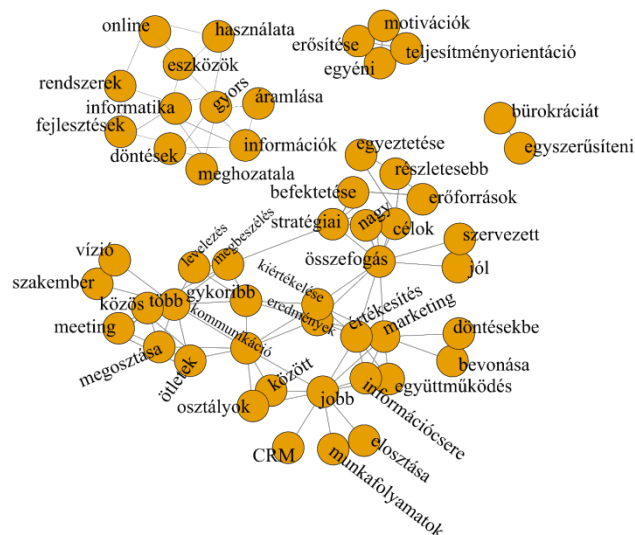 online
használata
eszközök
rendszerek
informatika
gyors
áramlása
fejlesztések
döntések
információk
meghozatala
motivációk
erősítése
teljesítményorientáció
egyéni
bürokráciát
egyszerűsíteni
egyeztetése
részletesebb
befektetése
erőforrások
stratégiai
nagy
célok
szervezett
összefogás
jól
vízió
levelezés
megbeszélés
szakember
közös
több
gykoribb
kiértékelése
eredmények
értékesítés
marketing
meeting
kommunikáció
döntésekbe
megosztása
ötletek
bevonása
osztályok
között
jobb
információcsere
együttműködés
CRM
munkafolyamatok
elosztása